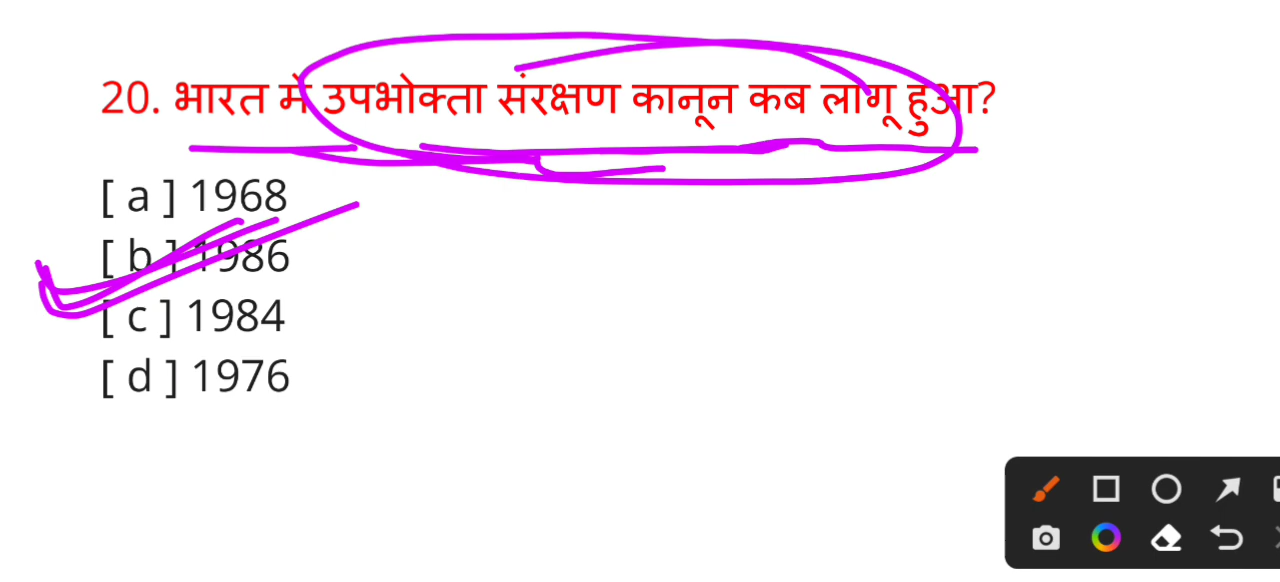 20. भारत मे उपभोक्ता संरक्षण कानून कब लागू हुआ?
[ a ] 1968
[ b ] 1986
[ c ] 1984
[ d ] 1976